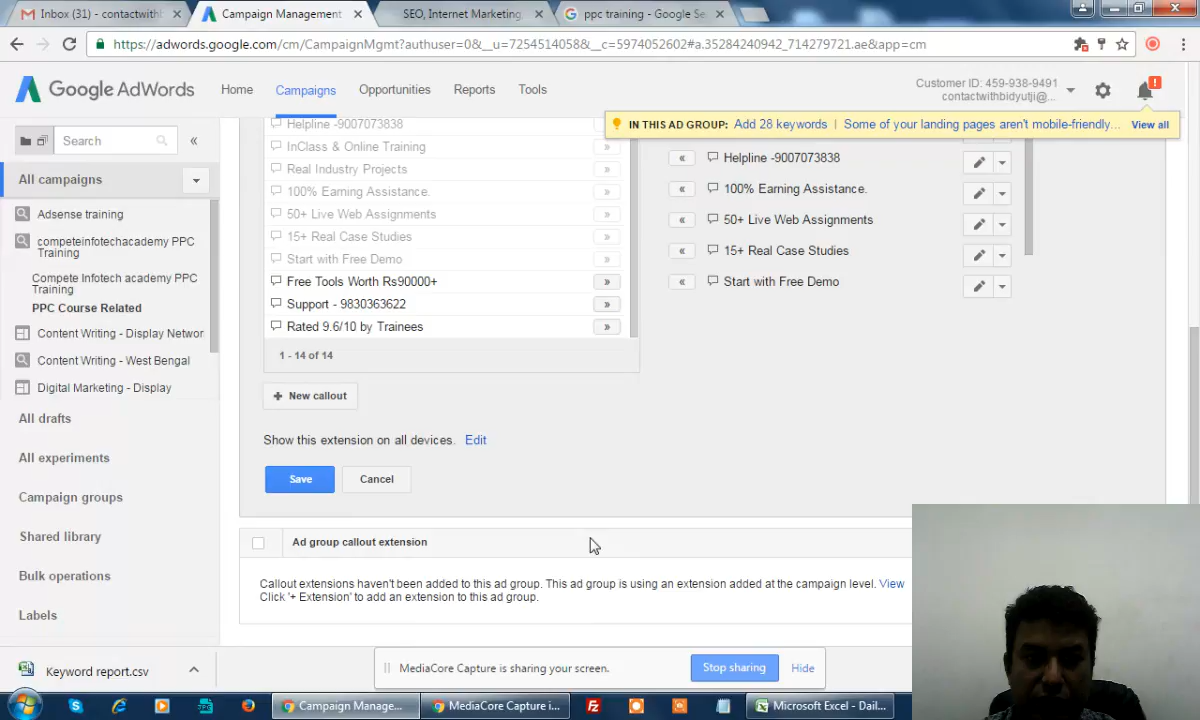 Inbox (31) - contactwithb
Campaign Management
SEO, Internet Marketing
ppc training - Google Se
https://adwords.google.com/cm/CampaignMgmt?authuser=0&__u=7254514058&__c=5974052602#a.35284240942_714279721.ae&app=cm
Google AdWords
Home
Campaigns
Opportunities
Reports
Tools
Customer ID: 459-938-9491
contactwithbidyutji@...
IN THIS AD GROUP: Add 28 keywords | Some of your landing pages aren't mobile-friendly... View all
Search
All campaigns
Adsense training
competeinfotechacademy PPC
Training
Compete Infotech academy PPC
Training
PPC Course Related
Content Writing - Display Networ
Content Writing - West Bengal
Digital Marketing - Display
All drafts
All experiments
Campaign groups
Shared library
Bulk operations
Labels
Helpline -9007073838
InClass & Online Training
Real Industry Projects
100% Earning Assistance.
50+ Live Web Assignments
15+ Real Case Studies
Start with Free Demo
Free Tools Worth Rs90000+
Support - 9830363622
Rated 9.6/10 by Trainees
1 - 14 of 14
Helpline -9007073838
100% Earning Assistance.
50+ Live Web Assignments
15+ Real Case Studies
Start with Free Demo
+ New callout
Show this extension on all devices. Edit
Save
Cancel
Ad group callout extension
Callout extensions haven't been added to this ad group. This ad group is using an extension added at the campaign level. View
Click '+ Extension' to add an extension to this ad group.
Keyword report.csv
MediaCore Capture is sharing your screen.
Stop sharing
Hide
Campaign Manage...
MediaCore Capture i...
Microsoft Excel - Dail...